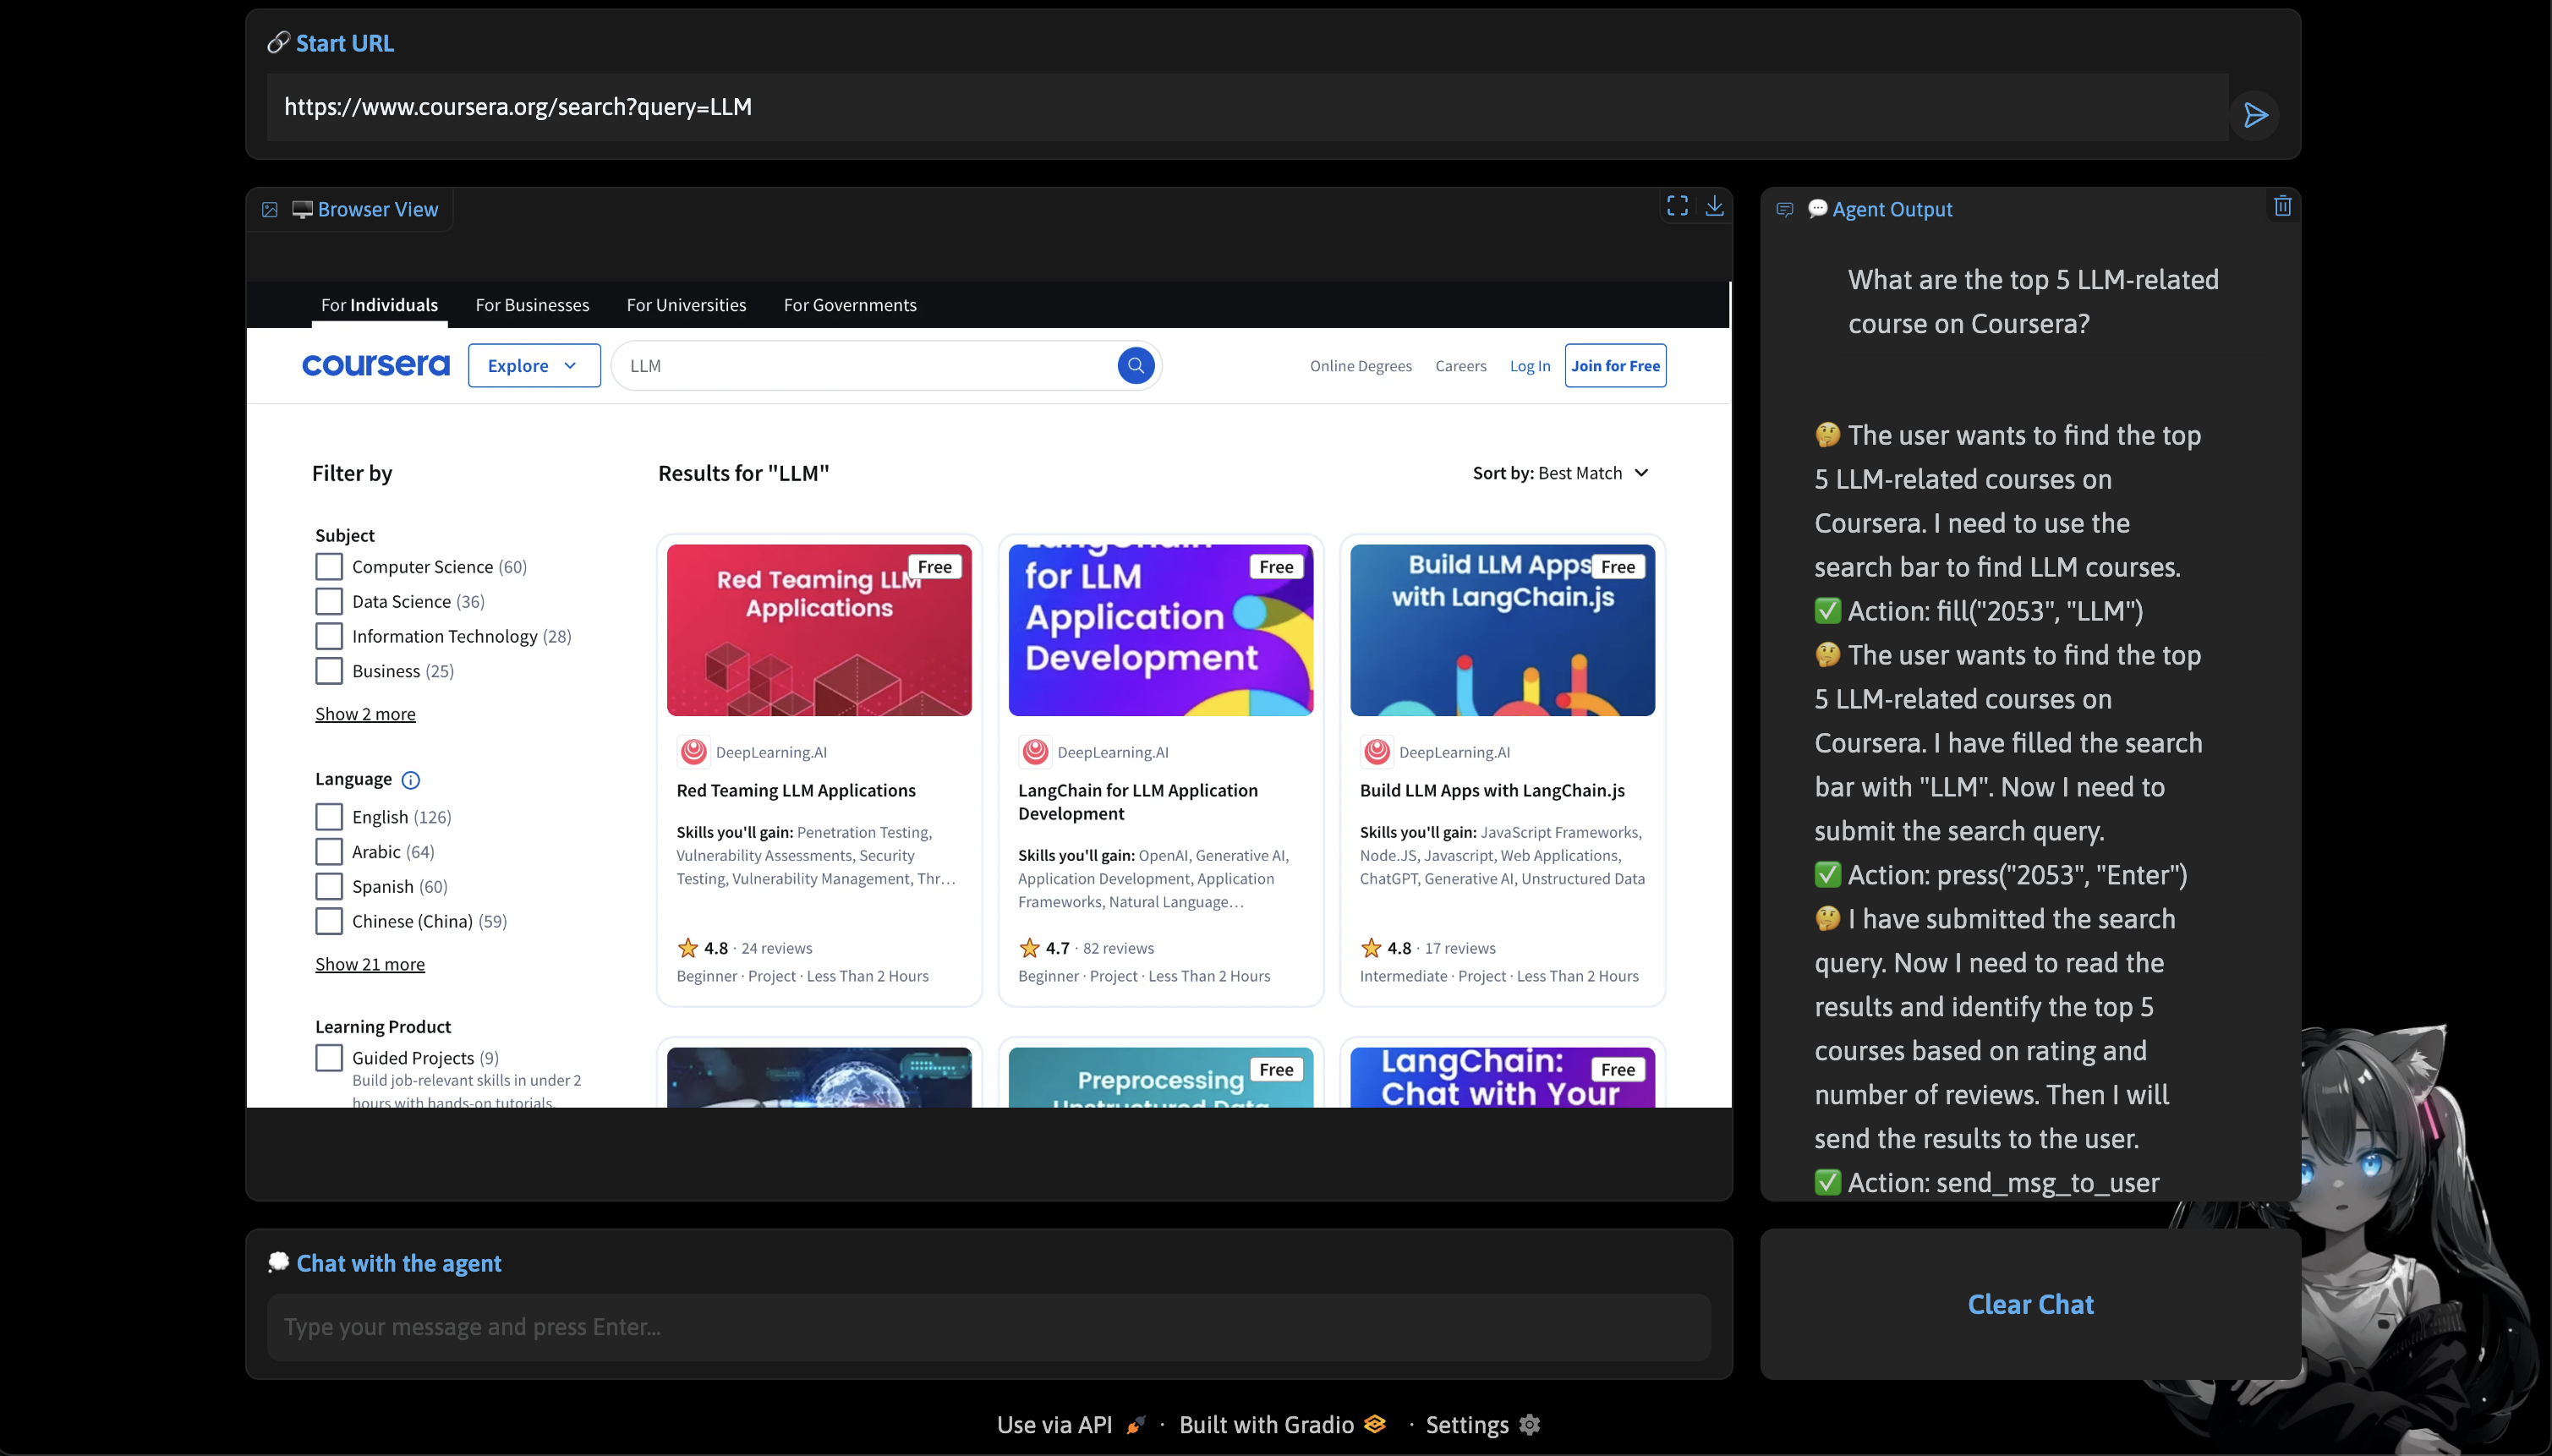 Start URL
https://www.coursera.org/search?query=LLM
Browser View
For Individuals
For Businesses
For Universities
For Governments
coursera
Explore
LLM
Online Degrees
Careers
Log In
Join for Free
Filter by
Subject
Computer Science (60)
Data Science (36)
Information Technology (28)
Business (25)
Show 2 more
Language
English (126)
Arabic (64)
Spanish (60)
Chinese (China) (59)
Show 21 more
Learning Product
Guided Projects (9)
Build job-relevant skills in under 2
hours with hands-on tutorials.
Results for "LLM"
Sort by: Best Match
Red Teaming LLM
Applications
Free
DeepLearning.AI
Red Teaming LLM Applications
Skills you'll gain: Penetration Testing,
Vulnerability Assessments, Security
Testing, Vulnerability Management, Thr…
4.8 · 24 reviews
Beginner · Project · Less Than 2 Hours
LangChain
for LLM
Application
Development
Free
DeepLearning.AI
LangChain for LLM Application
Development
Skills you'll gain: OpenAI, Generative AI,
Application Development, Application
Frameworks, Natural Language…
4.7 · 82 reviews
Beginner · Project · Less Than 2 Hours
Build LLM Apps
with LangChain.js
Free
DeepLearning.AI
Build LLM Apps with LangChain.js
Skills you'll gain: JavaScript Frameworks,
Node.JS, Javascript, Web Applications,
ChatGPT, Generative AI, Unstructured Data
4.8 · 17 reviews
Intermediate · Project · Less Than 2 Hours
Preprocessing
Unstructured Data
Free
LangChain:
Chat with Your
Free
Agent Output
What are the top 5 LLM-related
course on Coursera?
The user wants to find the top
5 LLM-related courses on
Coursera. I need to use the
search bar to find LLM courses.
Action: fill("2053", "LLM")
The user wants to find the top
5 LLM-related courses on
Coursera. I have filled the search
bar with "LLM". Now I need to
submit the search query.
Action: press("2053", "Enter")
I have submitted the search
query. Now I need to read the
results and identify the top 5
courses based on rating and
number of reviews. Then I will
send the results to the user.
Action: send_msg_to_user
Chat with the agent
Type your message and press Enter...
Clear Chat
Use via API · Built with Gradio · Settings